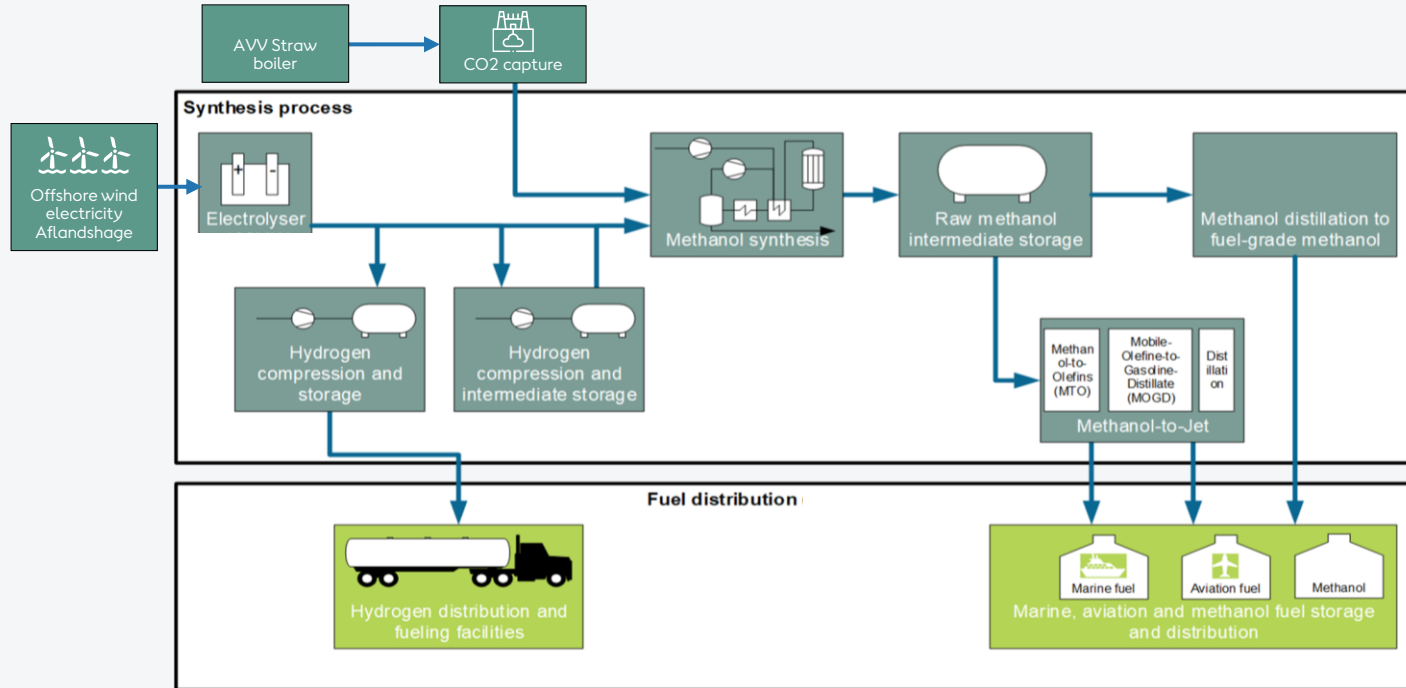 AVV Straw
boiler
CO2 capture
Synthesis process
Offshore wind
electricity
Aflandshage
+
-
Electrolyser
Methanol synthesis
Raw methanol
intermediate storage
Methanol distillation to
fuel-grade methanol
Hydrogen
compression and
storage
Hydrogen
compression and
intermediate storage
Methan
ol-to-
Olefins
(MTO)
Mobile-
Olefine-to-
Gasoline-
Distillate
(MOGD)
Dist
illati
on
Methanol-to-Jet
Fuel distribution
Hydrogen distribution and
fueling facilities
Marine fuel
Aviation fuel
Methanol
Marine, aviation and methanol fuel storage
and distribution